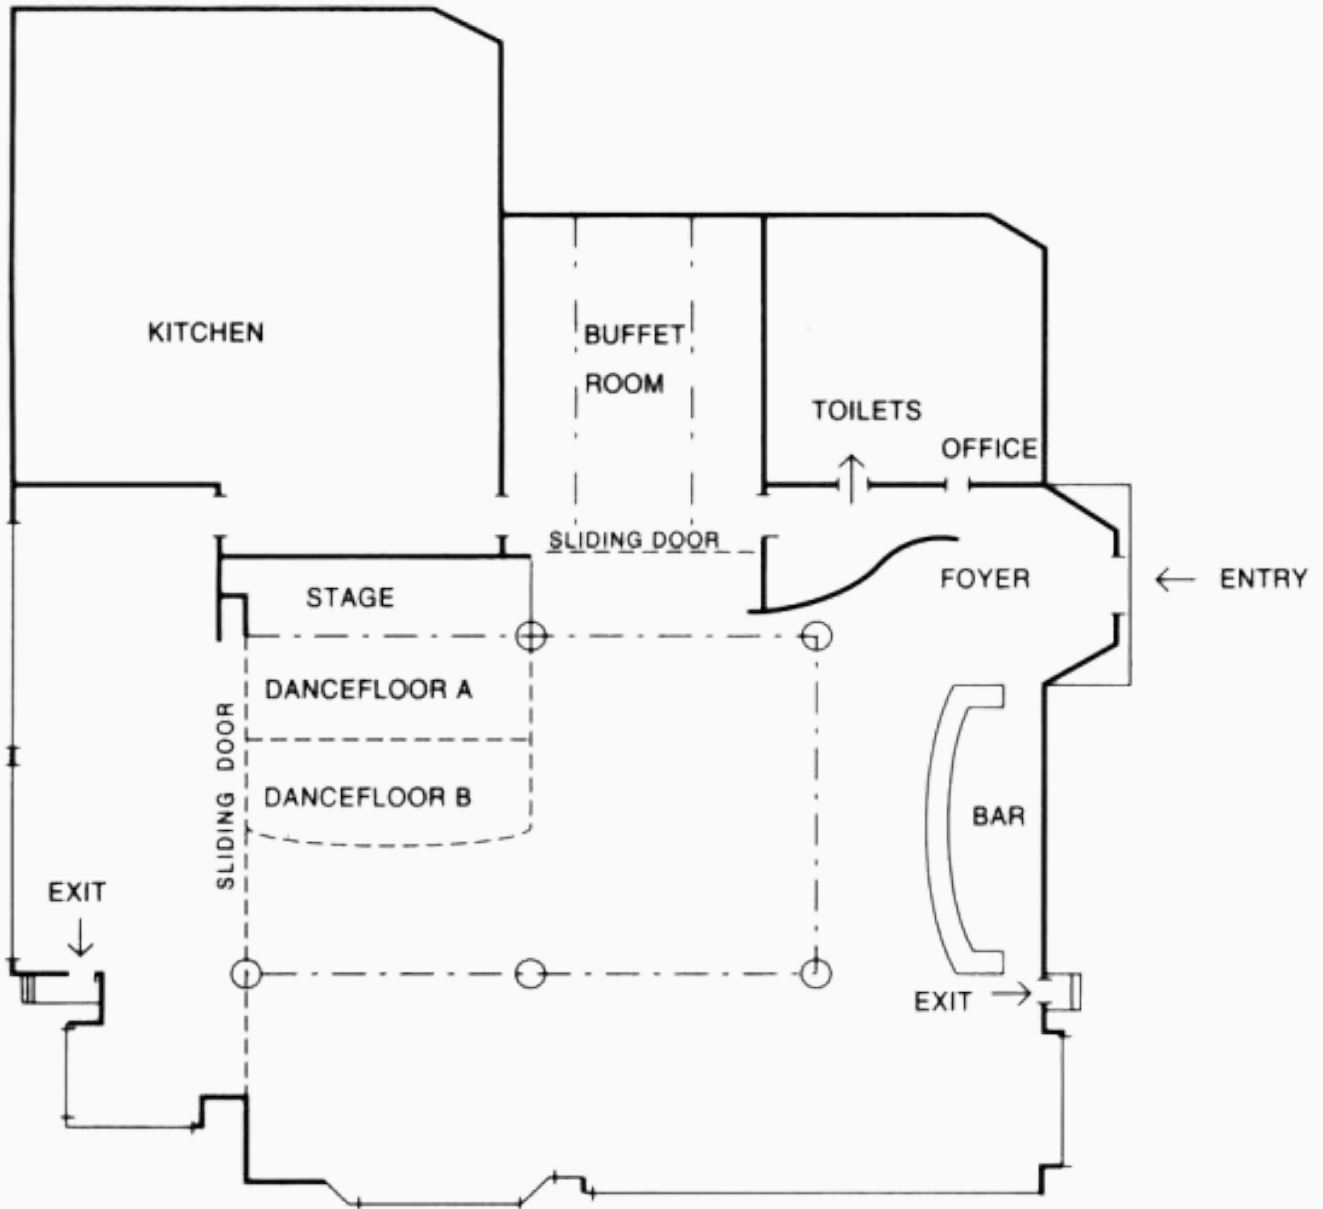 KITCHEN
BUFFET
ROOM
TOILETS
OFFICE
SLIDING DOOR
FOYER
ENTRY
STAGE
DANCEFLOOR A
SLIDING DOOR
DANCEFLOOR B
BAR
EXIT
EXIT